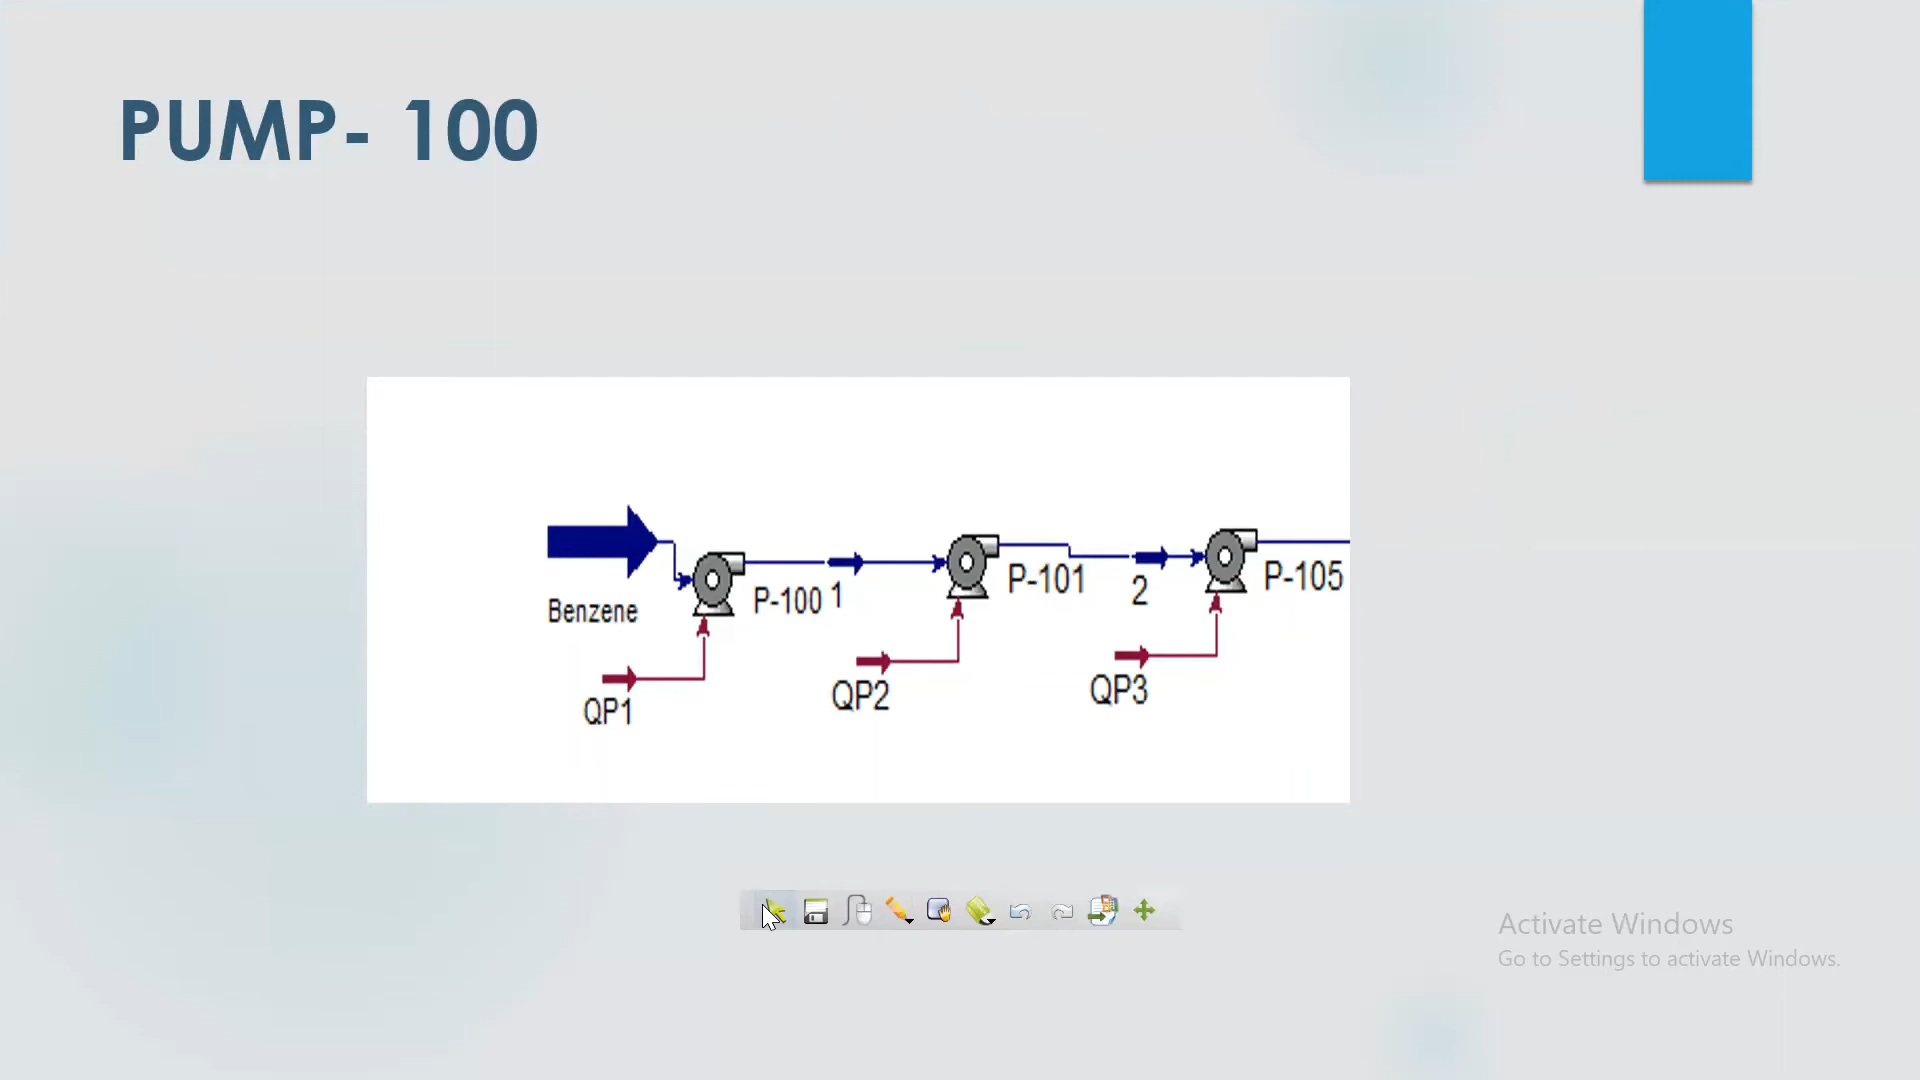 PUMP- 100
Benzene
P-100
1
P-101
2
P-105
QP1
QP2
QP3
Activate Windows
Go to Settings to activate Windows.